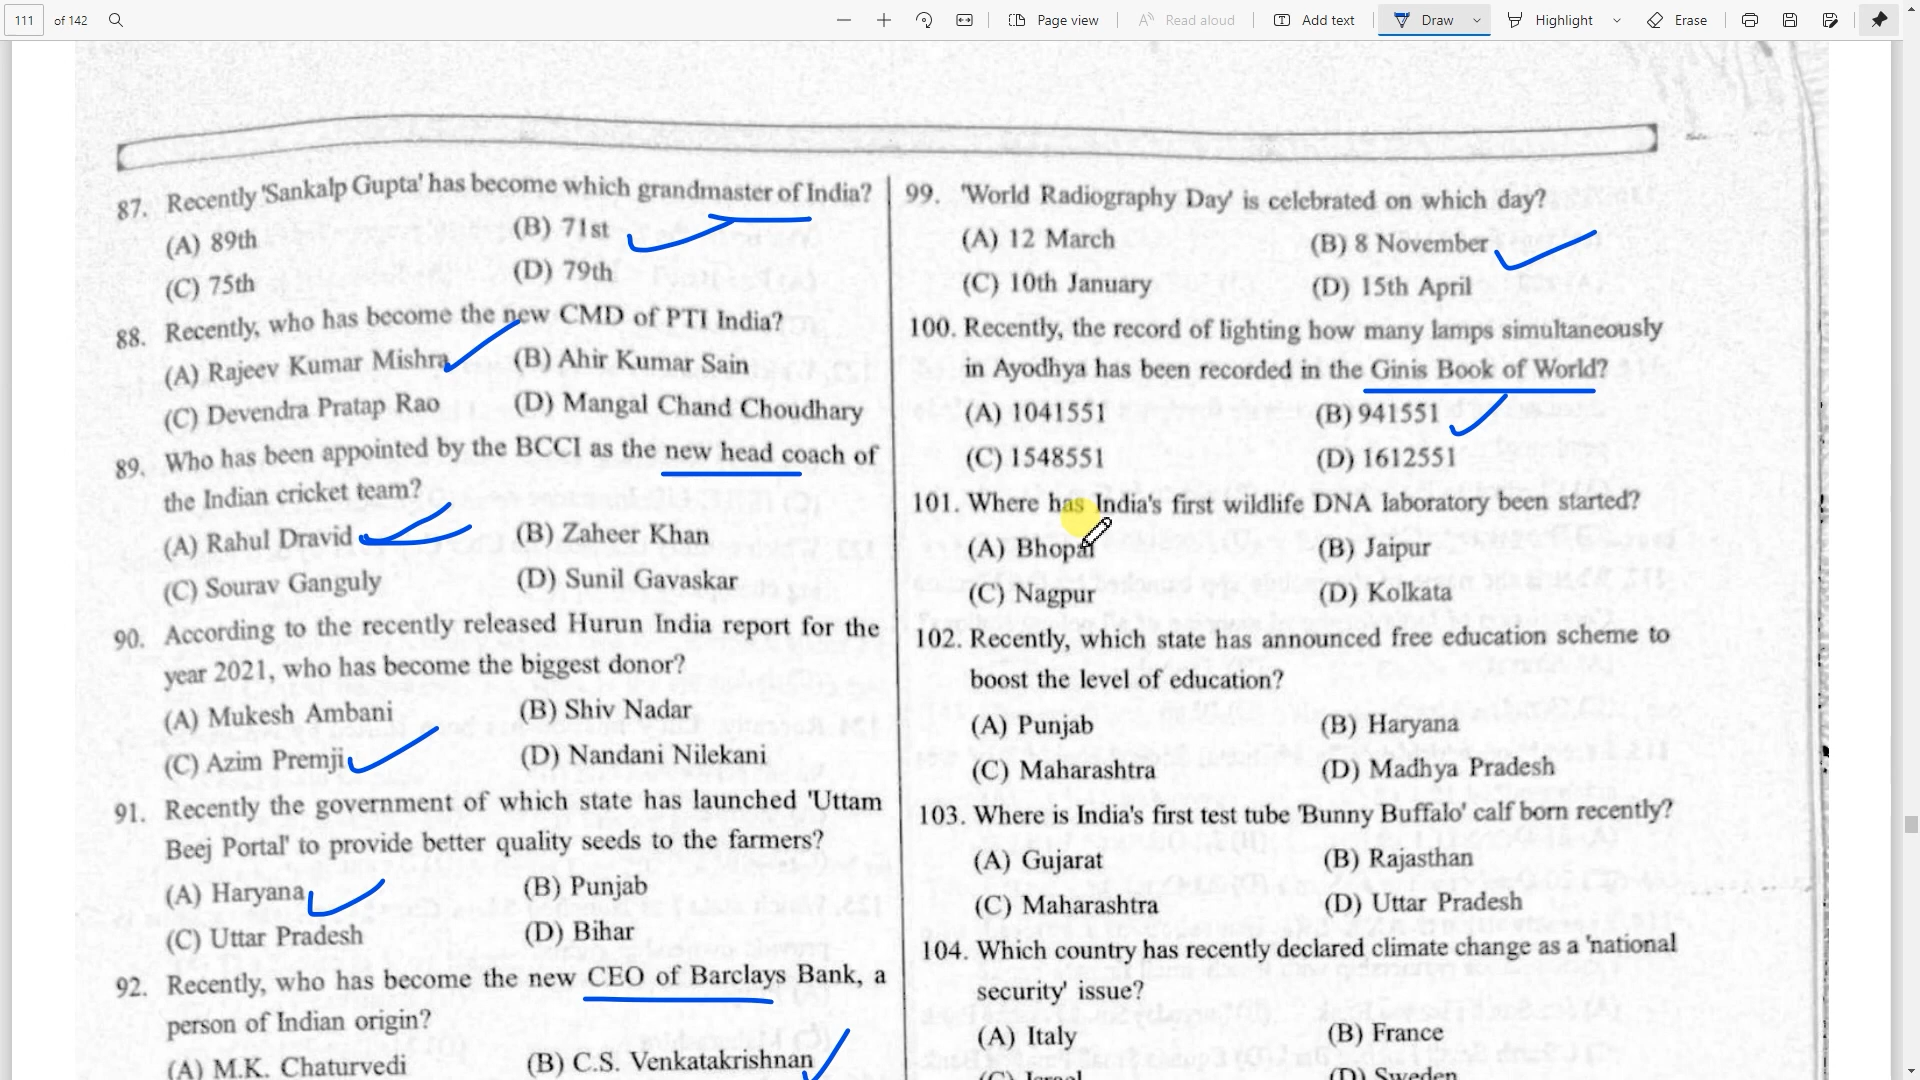 111 of 142 Page view Read aloud Add text Draw Highlight Erase
87. Recently 'Sankalp Gupta' has become which grandmaster of India?
(A) 89th (B) 71st
(C) 75th (D) 79th
88. Recently, who has become the new CMD of PTI India?
(A) Rajeev Kumar Mishra (B) Ahir Kumar Sain
(C) Devendra Pratap Rao (D) Mangal Chand Choudhary
89. Who has been appointed by the BCCI as the new head coach of
the Indian cricket team?
(A) Rahul Dravid (B) Zaheer Khan
(C) Sourav Ganguly (D) Sunil Gavaskar
90. According to the recently released Hurun India report for the
year 2021, who has become the biggest donor?
(A) Mukesh Ambani (B) Shiv Nadar
(C) Azim Premji (D) Nandani Nilekani
91. Recently the government of which state has launched 'Uttam
Beej Portal' to provide better quality seeds to the farmers?
(A) Haryana (B) Punjab
(C) Uttar Pradesh (D) Bihar
92. Recently, who has become the new CEO of Barclays Bank, a
person of Indian origin?
(A) M.K. Chaturvedi (B) C.S. Venkatakrishnan
99. 'World Radiography Day' is celebrated on which day?
(A) 12 March (B) 8 November
(C) 10th January (D) 15th April
100. Recently, the record of lighting how many lamps simultaneously
in Ayodhya has been recorded in the Ginis Book of World?
(A) 1041551 (B) 941551
(C) 1548551 (D) 1612551
101. Where has India's first wildlife DNA laboratory been started?
(A) Bhopal (B) Jaipur
(C) Nagpur (D) Kolkata
102. Recently, which state has announced free education scheme to
boost the level of education?
(A) Punjab (B) Haryana
(C) Maharashtra (D) Madhya Pradesh
103. Where is India's first test tube 'Bunny Buffalo' calf born recently?
(A) Gujarat (B) Rajasthan
(C) Maharashtra (D) Uttar Pradesh
104. Which country has recently declared climate change as a 'national
security' issue?
(A) Italy (B) France
(C) Israel (D) Sweden